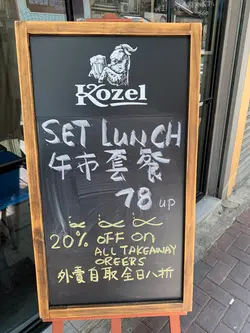 Kozel
SET LUNCH
午市套餐
78 up
20% OFF ON
ALL TAKEAWAY
OREERS
外賣自取全日八折